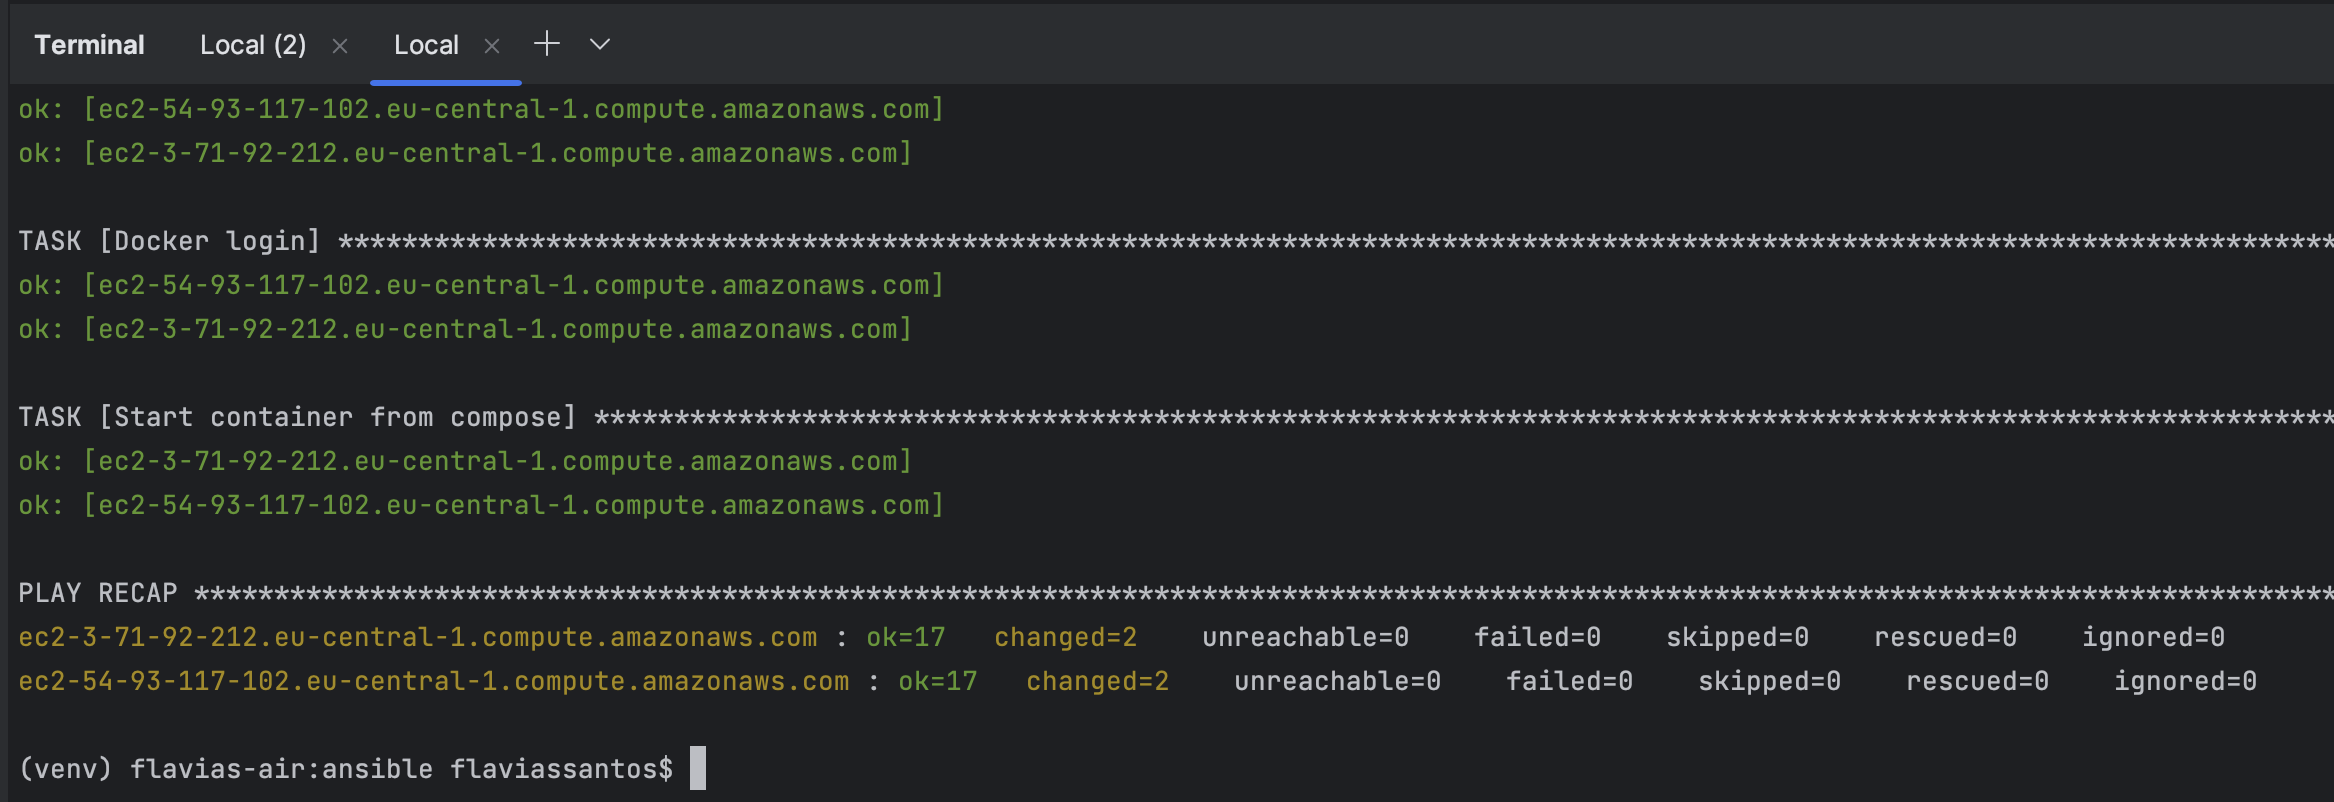 Terminal Local (2) × Local × +
ok: [ec2-54-93-117-102.eu-central-1.compute.amazonaws.com]
ok: [ec2-3-71-92-212.eu-central-1.compute.amazonaws.com]
TASK [Docker login] *****************************************************************************************************************************
ok: [ec2-54-93-117-102.eu-central-1.compute.amazonaws.com]
ok: [ec2-3-71-92-212.eu-central-1.compute.amazonaws.com]
TASK [Start container from compose] *************************************************************************************************************
ok: [ec2-3-71-92-212.eu-central-1.compute.amazonaws.com]
ok: [ec2-54-93-117-102.eu-central-1.compute.amazonaws.com]
PLAY RECAP **************************************************************************************************************************************
ec2-3-71-92-212.eu-central-1.compute.amazonaws.com : ok=17   changed=2    unreachable=0    failed=0    skipped=0    rescued=0    ignored=0
ec2-54-93-117-102.eu-central-1.compute.amazonaws.com : ok=17   changed=2    unreachable=0    failed=0    skipped=0    rescued=0    ignored=0
(venv) flavias-air:ansible flaviassantos$